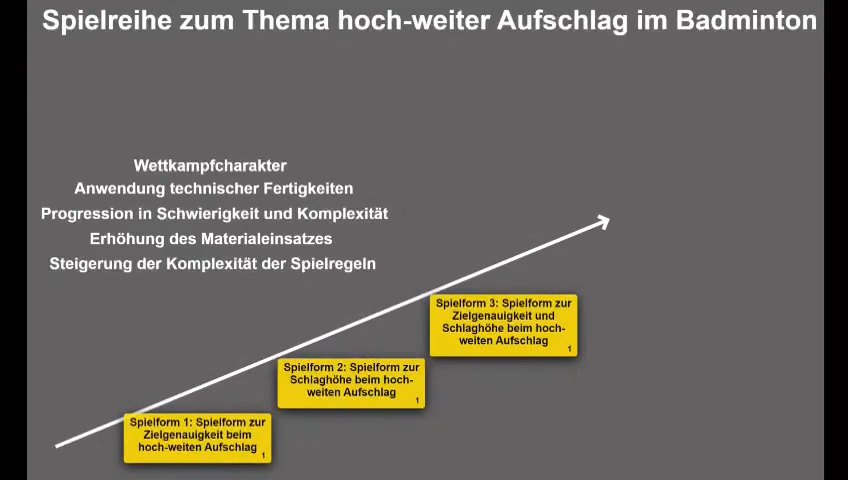 Spielreihe zum Thema hoch-weiter Aufschlag im Badminton
Wettkampfcharakter
Anwendung technischer Fertigkeiten
Progression in Schwierigkeit und Komplexität
Erhöhung des Materialeinsatzes
Steigerung der Komplexität der Spielregeln
Spielform 3: Spielform zur
Zielgenauigkeit und
Schlaghöhe beim hoch-
weiten Aufschlag
1
Spielform 2: Spielform zur
Schlaghöhe beim hoch-
weiten Aufschlag
1
Spielform 1: Spielform zur
Zielgenauigkeit beim
hoch-weiten Aufschlag
1